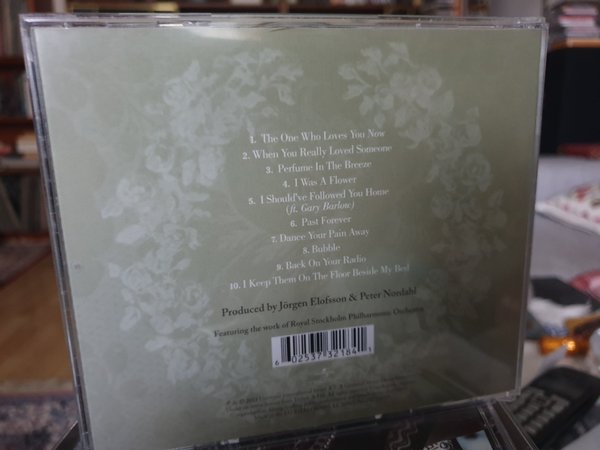 1. The One Who Loves You Now
2. When You Really Loved Someone
3. Perfume In The Breeze
4. I Was A Flower
5. I Should've Followed You Home
(ft. Gary Barlow)
6. Past Forever
7. Dance Your Pain Away
8. Bubble
9. Back On Your Radio
10. I Keep Them On The Floor Beside My Bed
Produced by Jörgen Elofsson & Peter Nordahl
Featuring the work of Royal Stockholm Philharmonic Orchestra
6 02537 32184